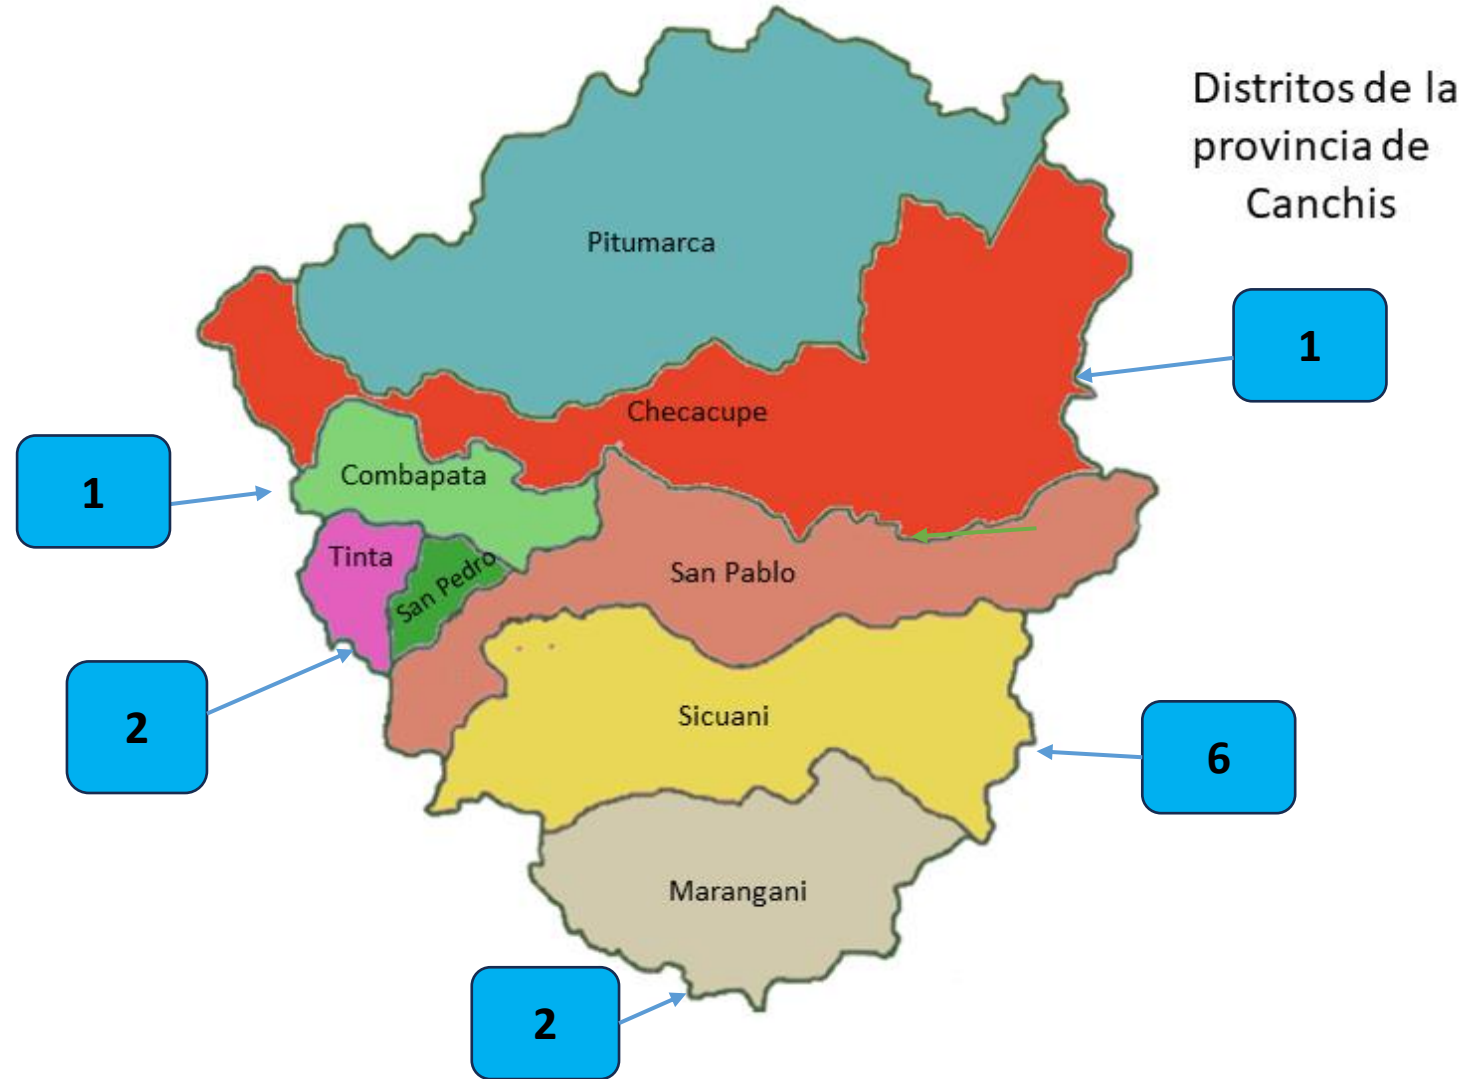 Distritos de la
provincia de
Canchis
Pitumarca
1
Checacupe
Combapata
1
Tinta
San Pedro
San Pablo
2
Sicuani
6
Marangani
2